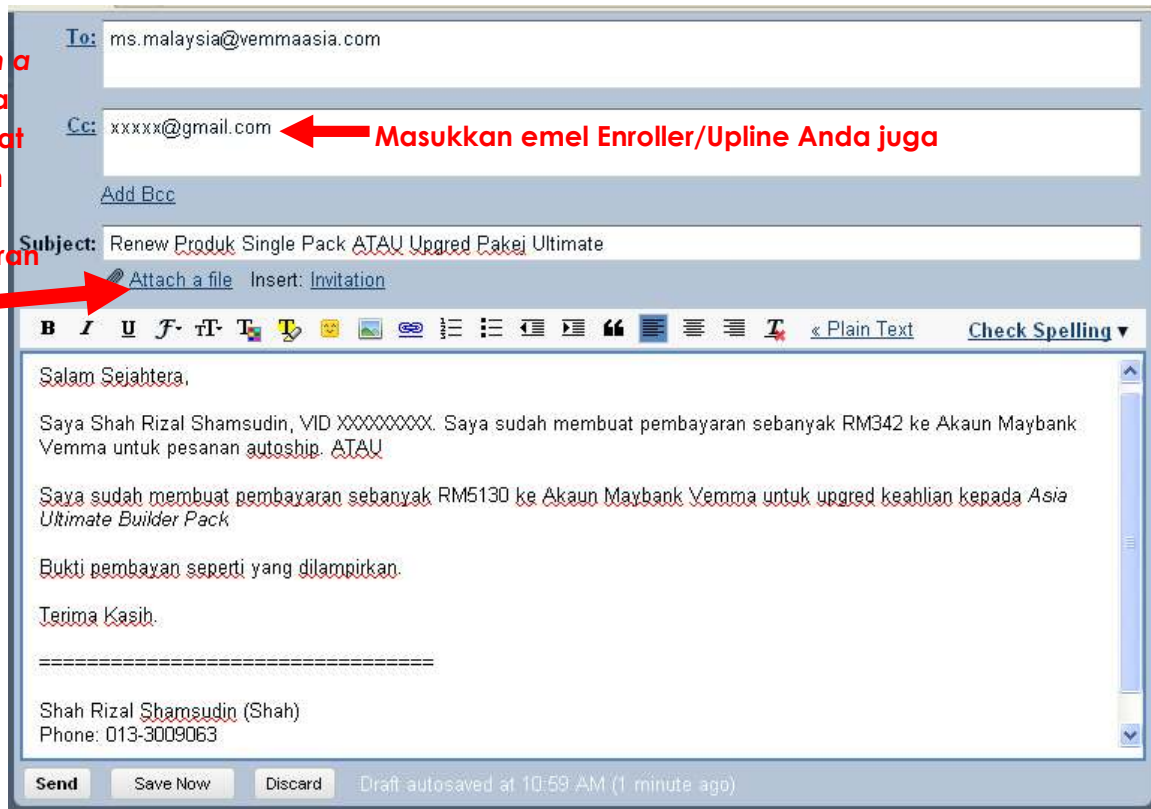 To: ms.malaysia@vemmaasia.com
a
Cc: xxxxx@gmail.com
Masukkan emel Enroller/Upline Anda juga
at
Add Bcc
Subject: Renew Produk Single Pack ATAU Upgred Pakej Ultimate
ran
Attach a file Insert: Invitation
B I U F TT T T « Plain Text Check Spelling
Salam Sejahtera,
Saya Shah Rizal Shamsudin, VID XXXXXXXXX. Saya sudah membuat pembayaran sebanyak RM342 ke Akaun Maybank
Vemma untuk pesanan autoship. ATAU
Saya sudah membuat pembayaran sebanyak RM5130 ke Akaun Maybank Vemma untuk upgred keahlian kepada Asia
Ultimate Builder Pack
Bukti pembayan seperti yang dilampirkan.
Terima Kasih.
=================================
Shah Rizal Shamsudin (Shah)
Phone: 013-3009063
Send Save Now Discard Draft autosaved at 10:59 AM (1 minute ago)